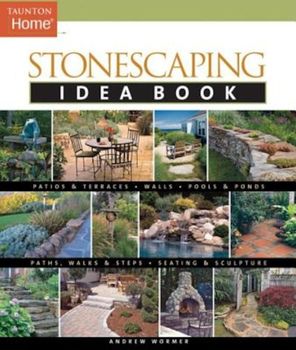 TAUNTON
Home®
STONESCAPING
IDEA BOOK
PATIOS & TERRACES • WALLS • POOLS & PONDS
PATHS, WALKS & STEPS • SEATING & SCULPTURE
ANDREW WORMER